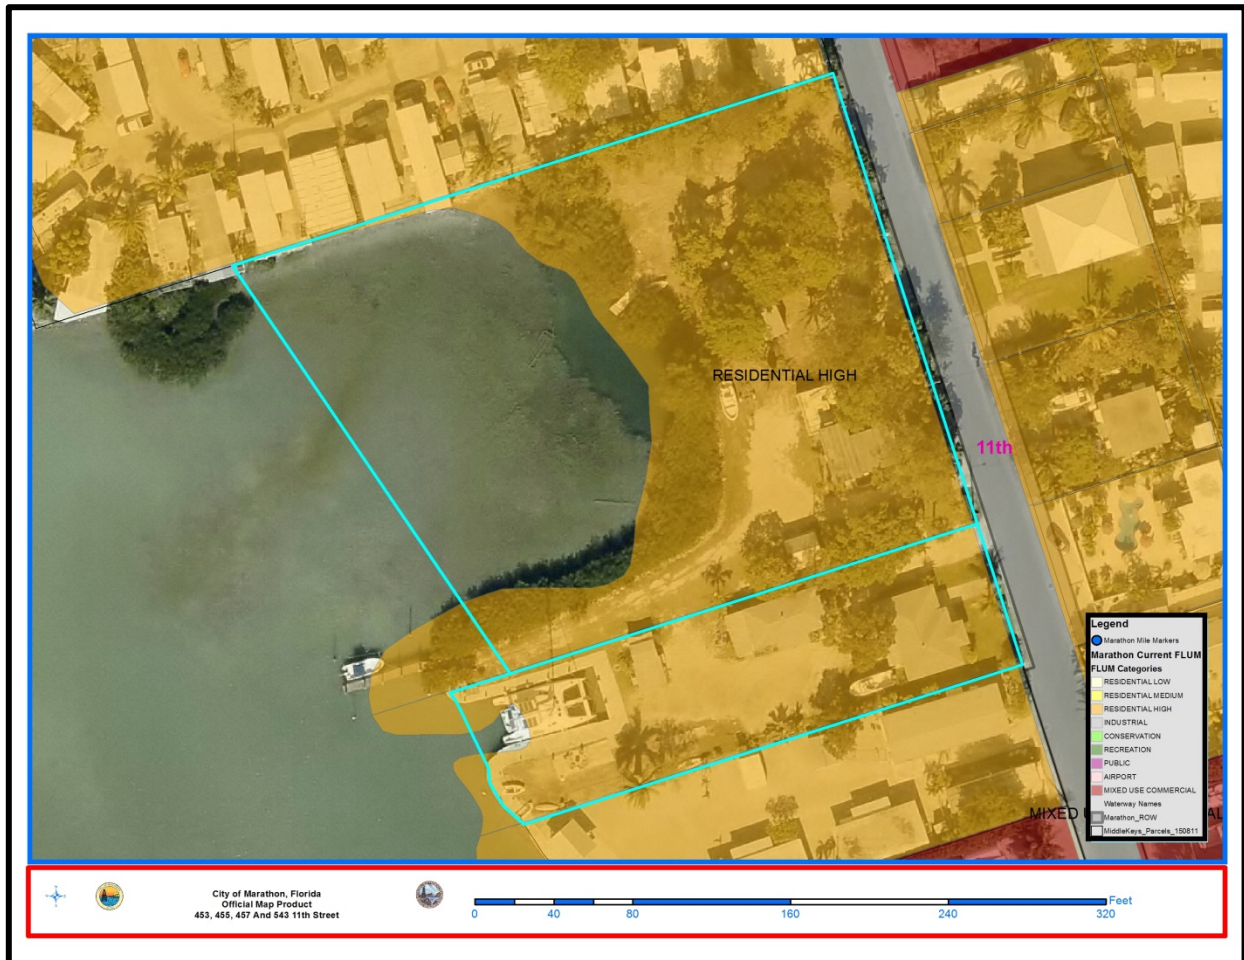 RESIDENTIAL HIGH
11th
MIXED U
AL
Legend
Marathon Mile Markers
Marathon Current FLUM
FLUM Categories
RESIDENTIAL LOW
RESIDENTIAL MEDIUM
RESIDENTIAL HIGH
INDUSTRIAL
CONSERVATION
RECREATION
PUBLIC
AIRPORT
MIXED USE COMMERCIAL
Waterway Names
Marathon_ROW
MiddleKeys_Parcels_150811
City of Marathon, Florida
Official Map Product
453, 455, 457 And 543 11th Street
Feet
0 40 80 160 240 320